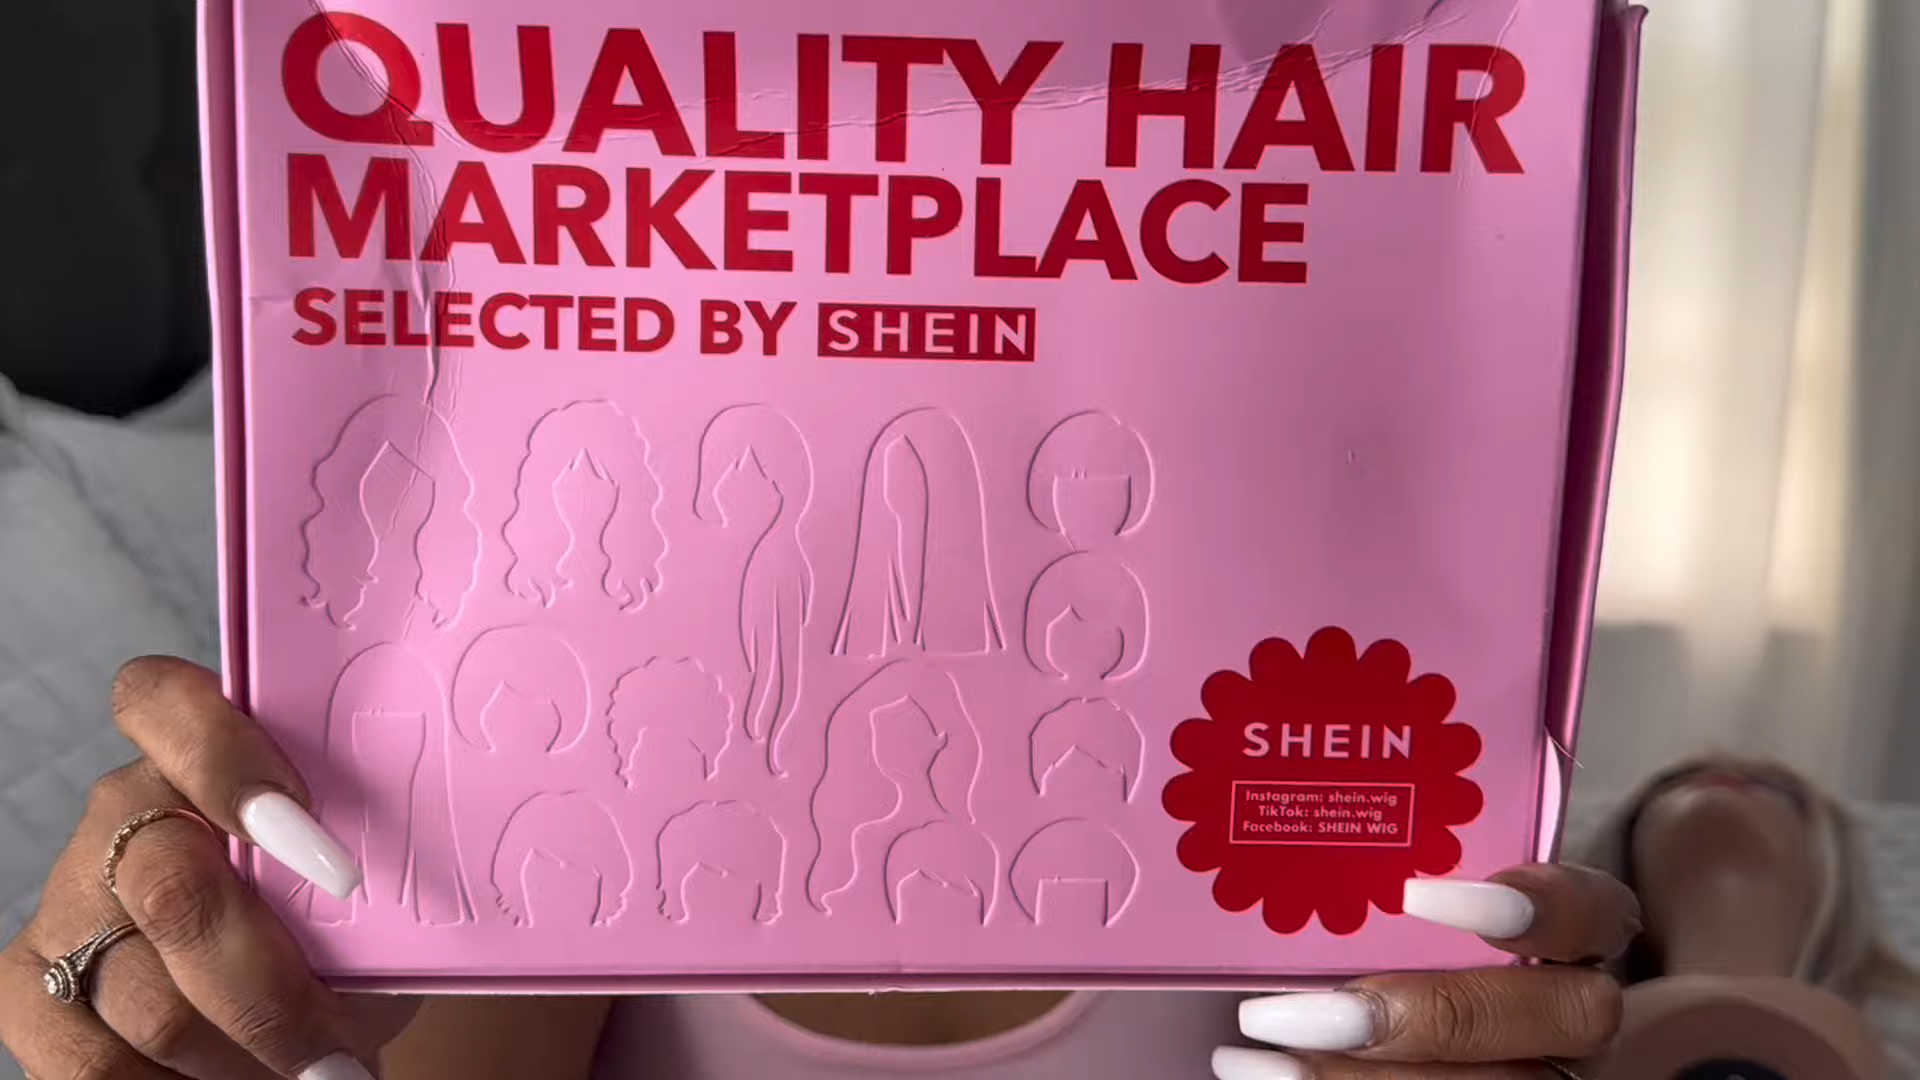 QUALITY HAIR
MARKETPLACE
SELECTED BY SHEIN
SHEIN
Instagram: shein.wig
TikTok: shein.wig
Facebook: SHEIN WIG